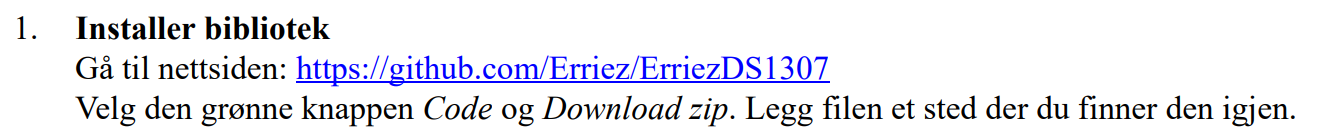 1. Installer bibliotek
Gå til nettsiden: https://github.com/Erriez/ErriezDS1307
Velg den grønne knappen Code og Download zip. Legg filen et sted der du finner den igjen.